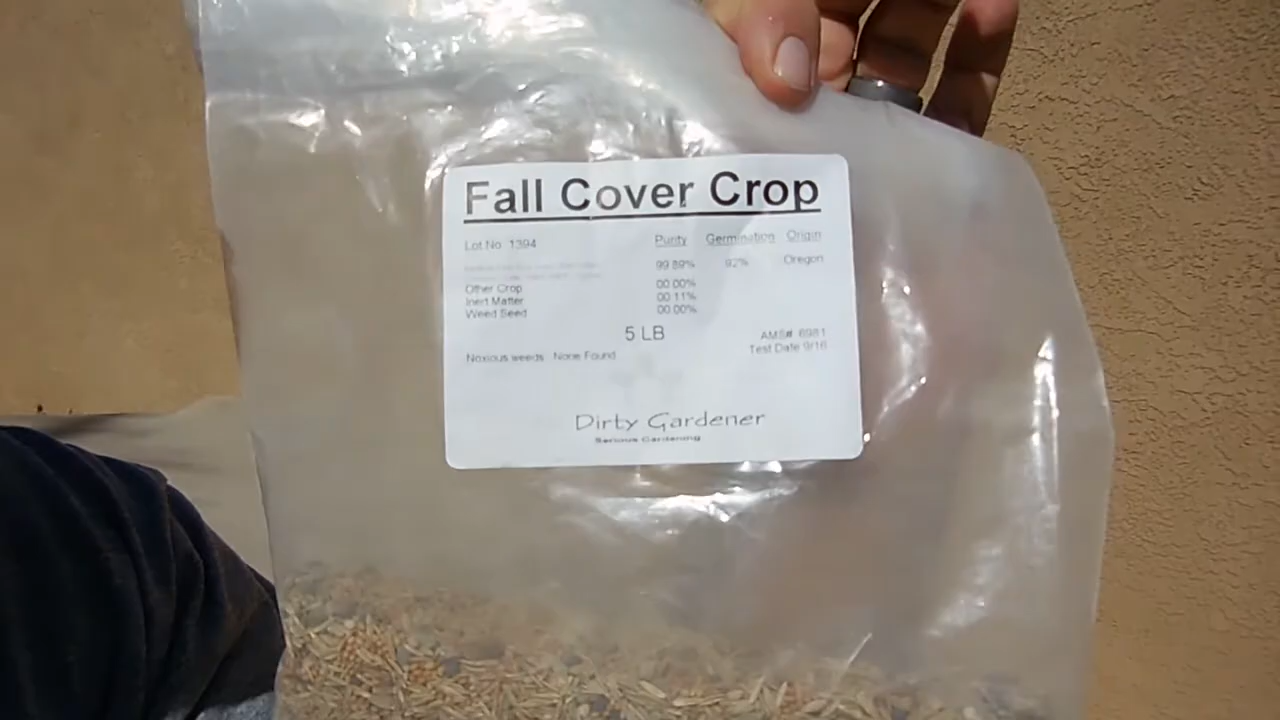 Fall Cover Crop
Lot No. 1394 Purity Germination Origin
99.89% 92% Oregon
Other Crop 00.00%
Inert Matter 00.11%
Weed Seed 00.00%
5 LB
AMS# 6981
Noxious weeds: None Found Test Date 9/16
Dirty Gardener
Serious Gardening